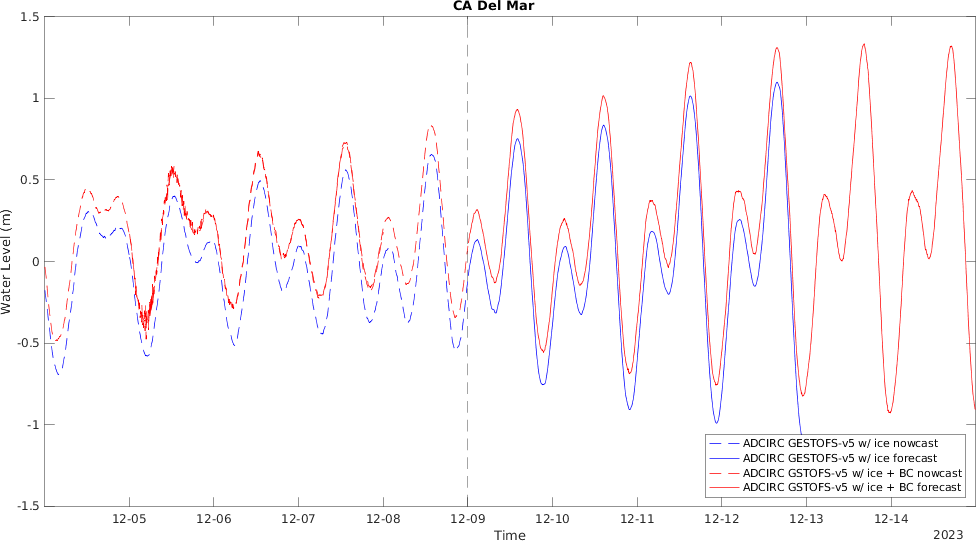 CA Del Mar
1.5
1
0.5
0
-0.5
-1
-1.5
Water Level (m)
12-05 12-06 12-07 12-08 12-09 12-10 12-11 12-12 12-13 12-14
Time
2023
ADCIRC GESTOFS-v5 w/ ice nowcast
ADCIRC GESTOFS-v5 w/ ice forecast
ADCIRC GSTOFS-v5 w/ ice + BC nowcast
ADCIRC GSTOFS-v5 w/ ice + BC forecast